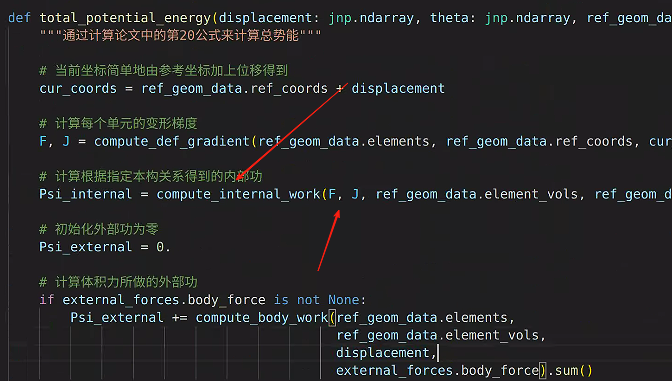 def total_potential_energy(displacement: jnp.ndarray, theta: jnp.ndarray, ref_geom_da
"""通过计算论文中的第20公式来计算总势能"""
# 当前坐标简单地由参考坐标加上位移得到
cur_coords = ref_geom_data.ref_coords + displacement
# 计算每个单元的变形梯度
F, J = compute_def_gradient(ref_geom_data.elements, ref_geom_data.ref_coords, cur
# 计算根据指定本构关系得到的内部功
Psi_internal = compute_internal_work(F, J, ref_geom_data.element_vols, ref_geom_d
# 初始化外部功为零
Psi_external = 0.
# 计算体积力所做的外部功
if external_forces.body_force is not None:
Psi_external += compute_body_work(ref_geom_data.elements,
ref_geom_data.element_vols,
displacement,
external_forces.body_force).sum()